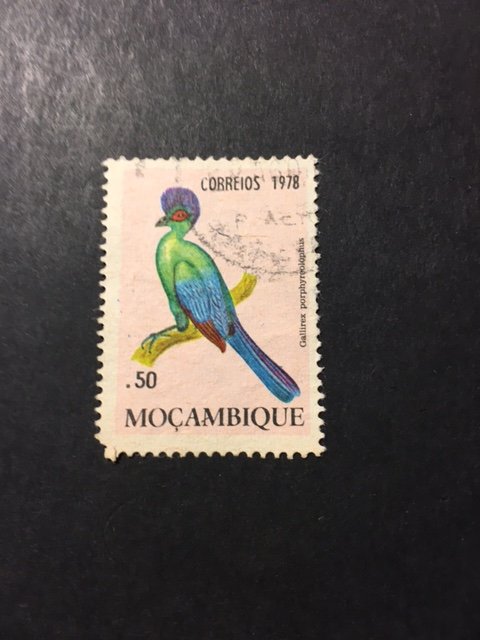 CORREIOS 1978
Gallirex porphyreolophus
.50
MOÇAMBIQUE